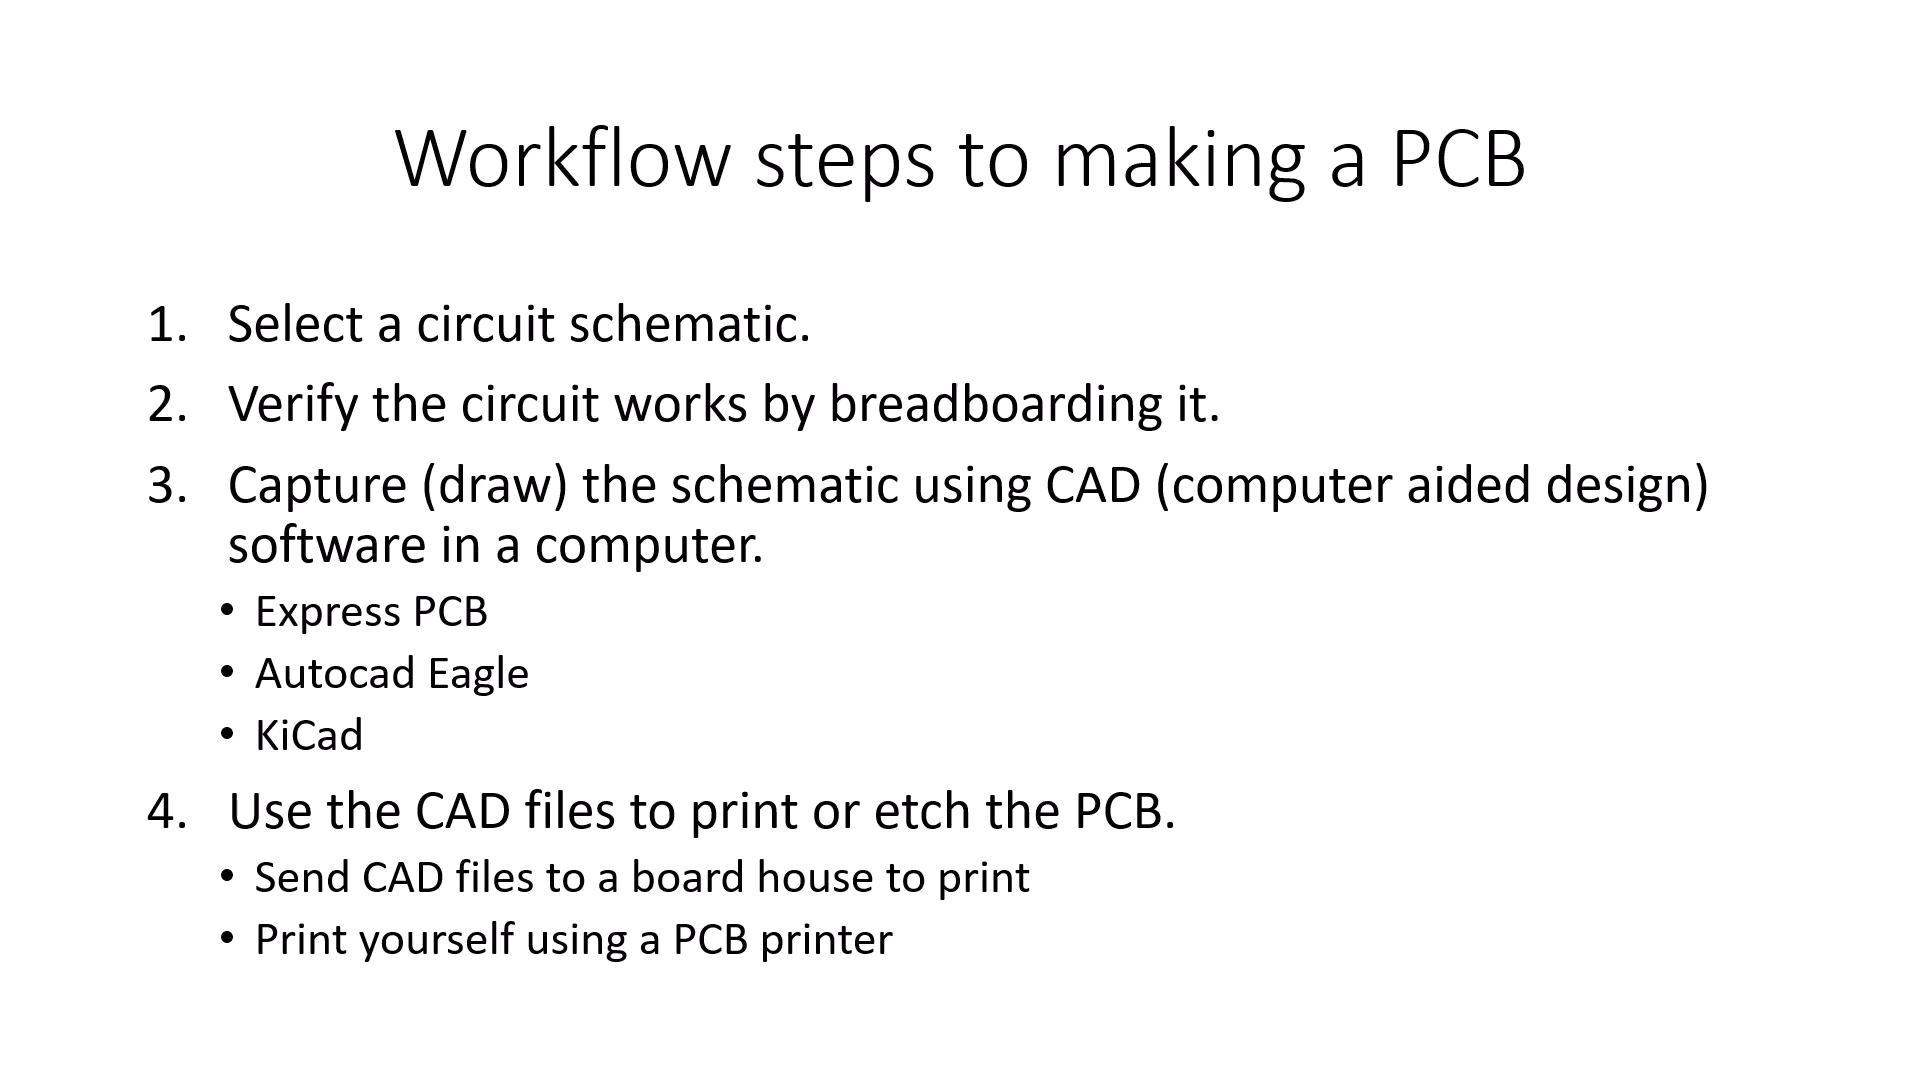 Workflow steps to making a PCB
1. Select a circuit schematic.
2. Verify the circuit works by breadboarding it.
3. Capture (draw) the schematic using CAD (computer aided design)
software in a computer.
• Express PCB
• Autocad Eagle
• KiCad
4. Use the CAD files to print or etch the PCB.
• Send CAD files to a board house to print
• Print yourself using a PCB printer